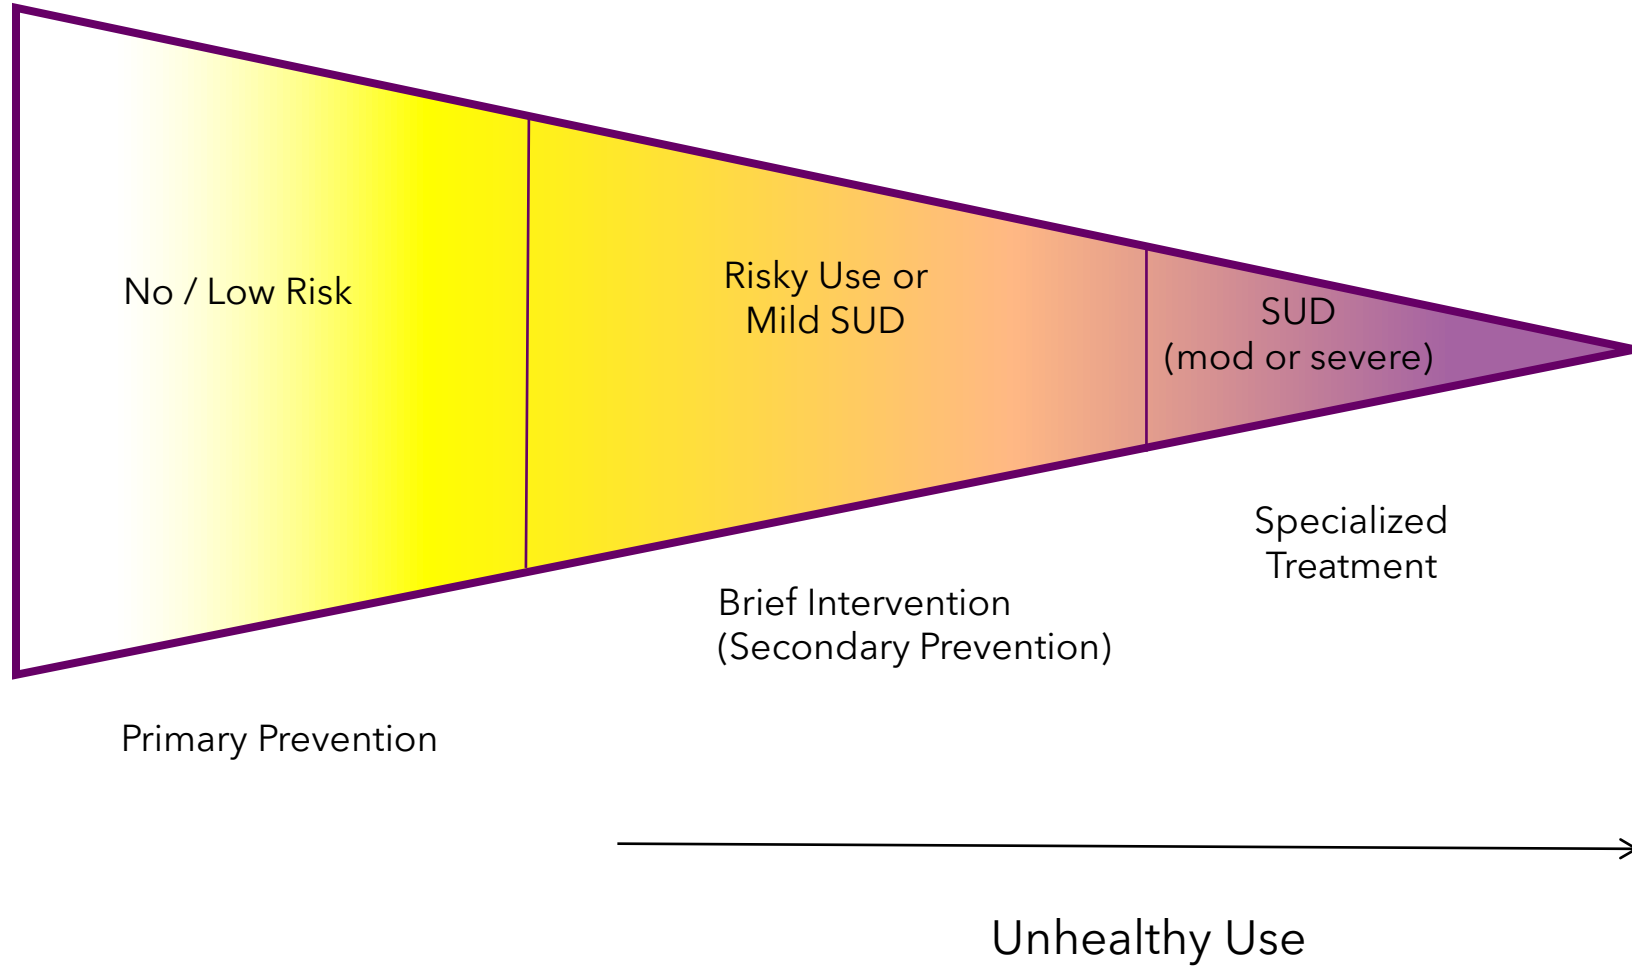 No / Low Risk
Risky Use or
Mild SUD
SUD
(mod or severe)
Specialized
Treatment
Brief Intervention
(Secondary Prevention)
Primary Prevention
Unhealthy Use